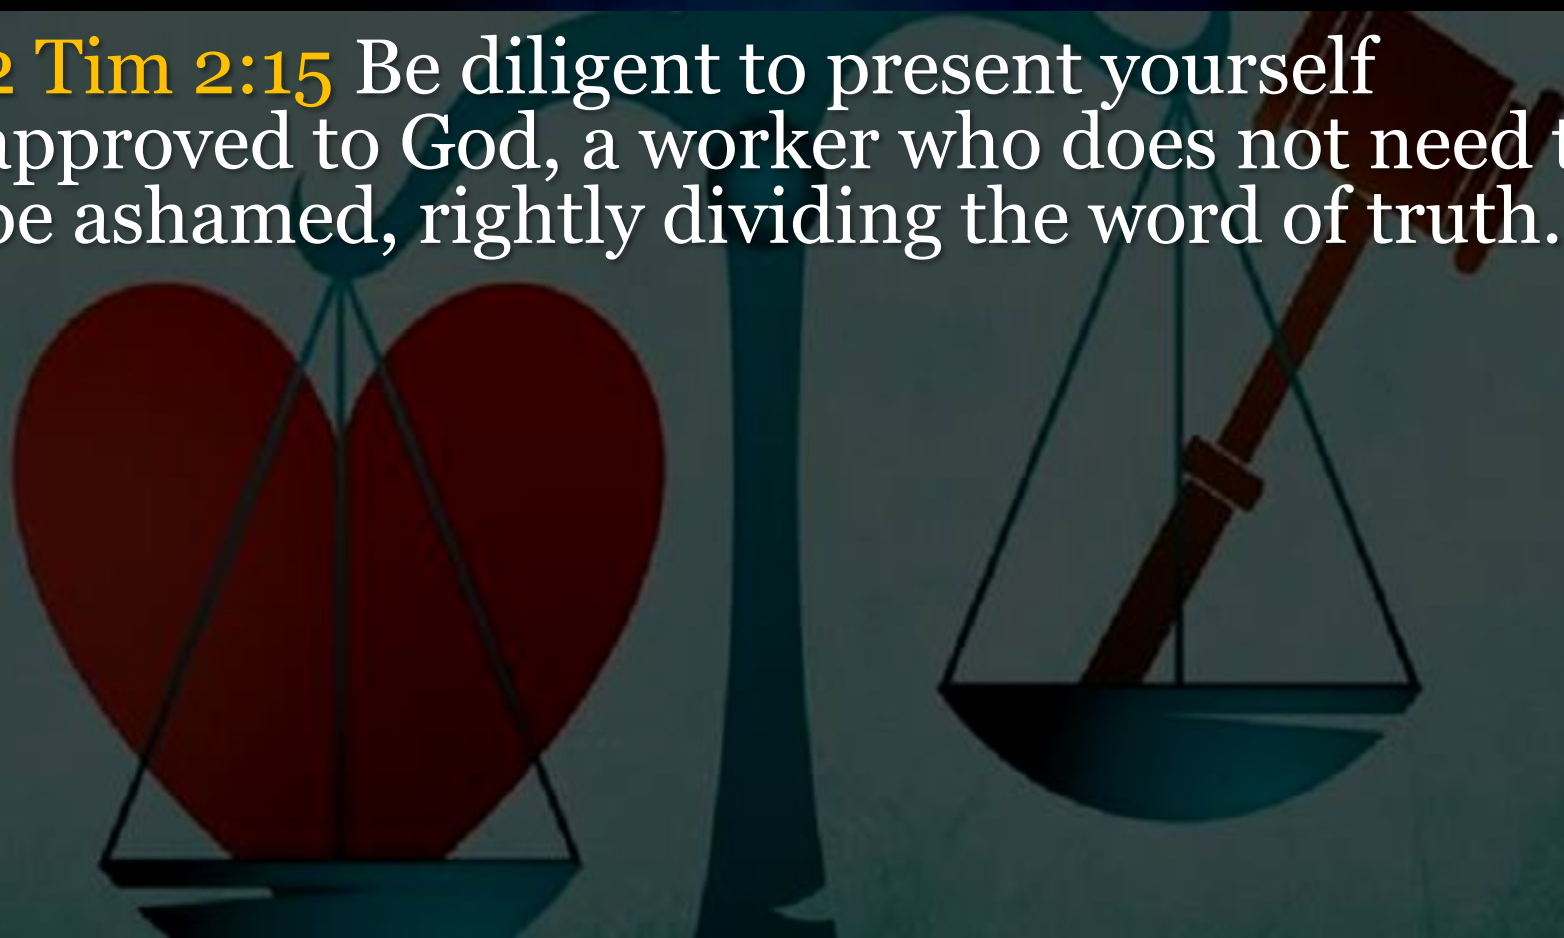 2 Tim 2:15 Be diligent to present yourself
approved to God, a worker who does not need t
be ashamed, rightly dividing the word of truth.